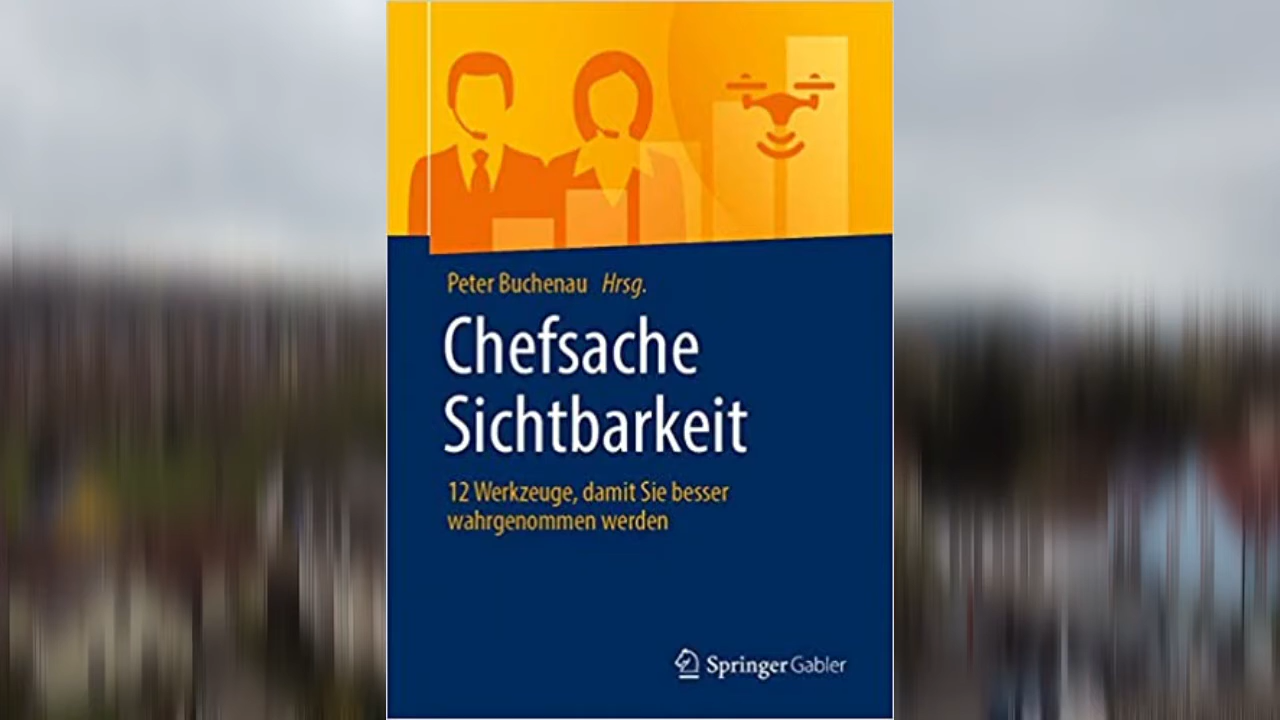 Peter Buchenau Hrsg.
Chefsache
Sichtbarkeit
12 Werkzeuge, damit Sie besser
wahrgenommen werden
Springer Gabler